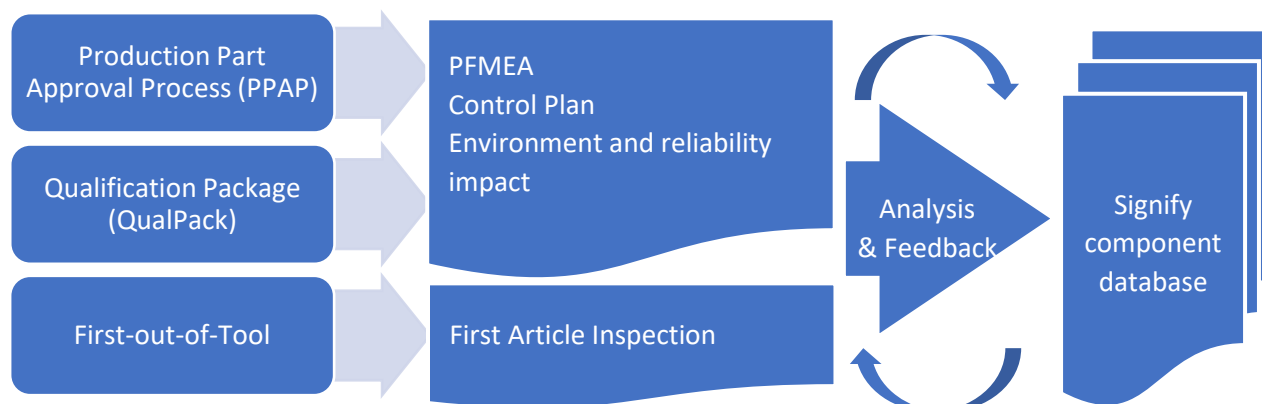 Production Part
Approval Process (PPAP)
Qualification Package
(QualPack)
First-out-of-Tool
PFMEA
Control Plan
Environment and reliability
impact
First Article Inspection
Analysis
& Feedback
Signify
component
database